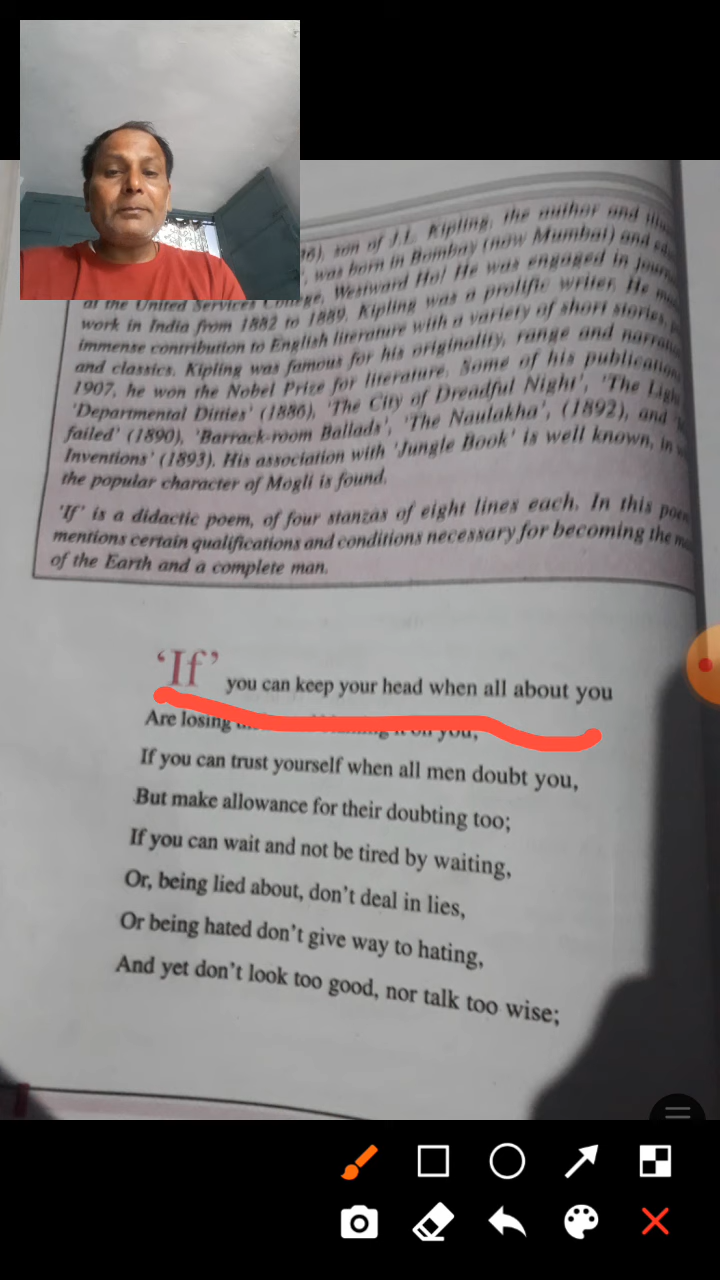 son of J.L. Kipling, the author and
was born in Bombay (now Mumbai) and
at the United Services College, Westward Ho! He was engaged in
work in India from 1882 to 1889. Kipling was a prolific writer. He
immense contribution to English literature with a variety of short stories,
and classics. Kipling was famous for his originality, range and
1907, he won the Nobel Prize for literature. Some of his
'Departmental Ditties' (1886), 'The City of Dreadful Night', 'The
failed' (1890), 'Barrack-room Ballads', 'The Naulakha', (1892), and
Inventions' (1893). His association with 'Jungle Book' is well known, in
the popular character of Mogli is found.
'If' is a didactic poem, of four stanzas of eight lines each. In this
mentions certain qualifications and conditions necessary for becoming the
of the Earth and a complete man.
'If' you can keep your head when all about you
Are losing it on you,
If you can trust yourself when all men doubt you,
But make allowance for their doubting too;
If you can wait and not be tired by waiting,
Or, being lied about, don't deal in lies,
Or being hated don't give way to hating,
And yet don't look too good, nor talk too wise;